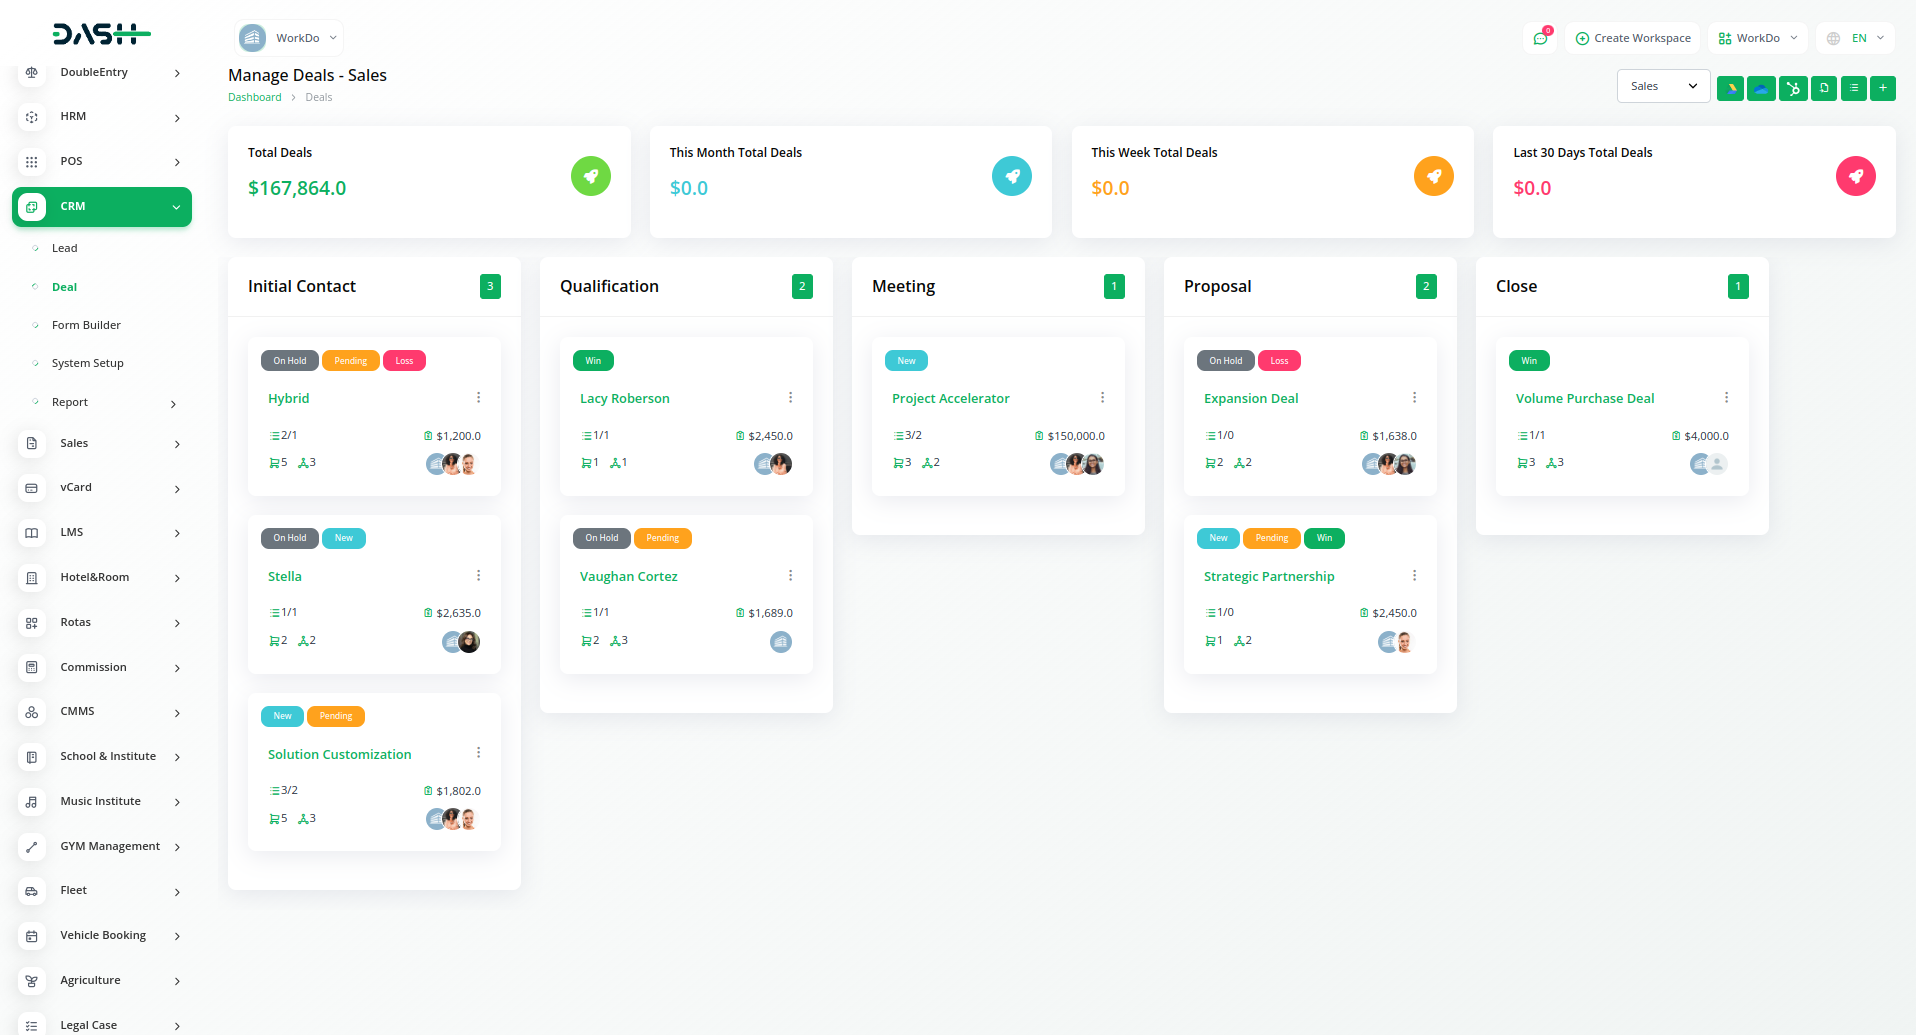 DASH
WorkDo
0
Create Workspace
WorkDo
EN
DoubleEntry
HRM
POS
CRM
Lead
Deal
Form Builder
System Setup
Report
Sales
vCard
LMS
Hotel&Room
Rotas
Commission
CMMS
School & Institute
Music Institute
GYM Management
Fleet
Vehicle Booking
Agriculture
Legal Case
Manage Deals - Sales
Dashboard > Deals
Sales
Total Deals
$167,864.0
This Month Total Deals
$0.0
This Week Total Deals
$0.0
Last 30 Days Total Deals
$0.0
Initial Contact 3
On Hold Pending Loss
Hybrid
2/1 $1,200.0
5 3
On Hold New
Stella
1/1 $2,635.0
2 2
New Pending
Solution Customization
3/2 $1,802.0
5 3
Qualification 2
Win
Lacy Roberson
1/1 $2,450.0
1 1
On Hold Pending
Vaughan Cortez
1/1 $1,689.0
2 3
Meeting 1
New
Project Accelerator
3/2 $150,000.0
3 2
Proposal 2
On Hold Loss
Expansion Deal
1/0 $1,638.0
2 2
New Pending Win
Strategic Partnership
1/0 $2,450.0
1 2
Close 1
Win
Volume Purchase Deal
1/1 $4,000.0
3 3